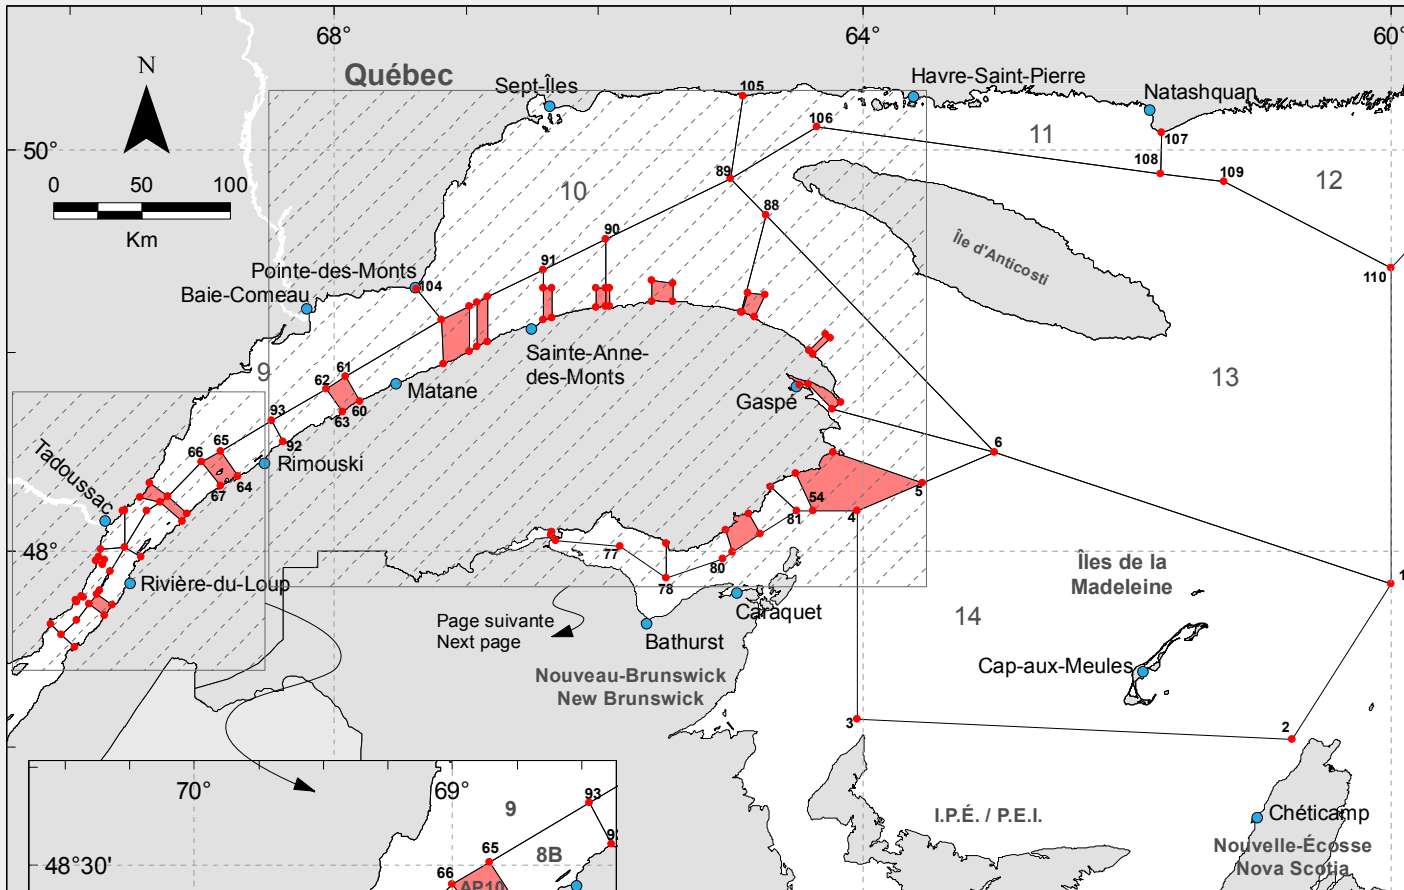 68°
64°
60°
N
Québec
Sept-Îles
105
Havre-Saint-Pierre
Natashquan
106
11
107
50°
108
109
12
0 50 100
Km
89
10
88
90
Île d'Anticosti
91
Pointe-des-Monts
104
110
Baie-Comeau
Sainte-Anne-
des-Monts
9
61
62
13
Matane
Gaspé
63
60
93
92
65
66
6
Tadoussac
Rimouski
64
67
5
54
81
4
48°
77
80
Îles de la
Madeleine
1
78
Rivière-du-Loup
Caraquet
14
Page suivante
Next page
Bathurst
Cap-aux-Meules
Nouveau-Brunswick
New Brunswick
3
2
70°
69°
93
9
I.P.É. / P.E.I.
Chéticamp
Nouvelle-Écosse
Nova Scotia
65
8B
48°30'
66
AP10